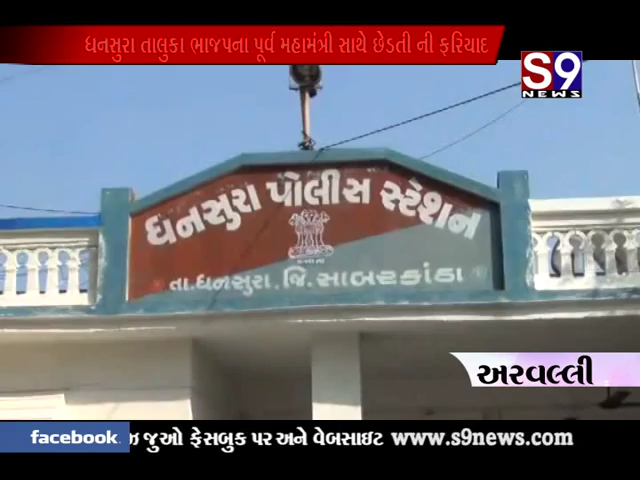 ધનસુરા તાલુકા ભાજપના પૂર્વ મહામંત્રી સાથે છેડતી ની ફરિયાદ
S9
NEWS
ધનસુરા પોલીસ સ્ટેશન
તા.ધનસુરા.જિ.સાબરકાંઠા
અરવલ્લી
facebook જુઓ ફેસબુક પર અને વેબસાઇટ www.s9news.com